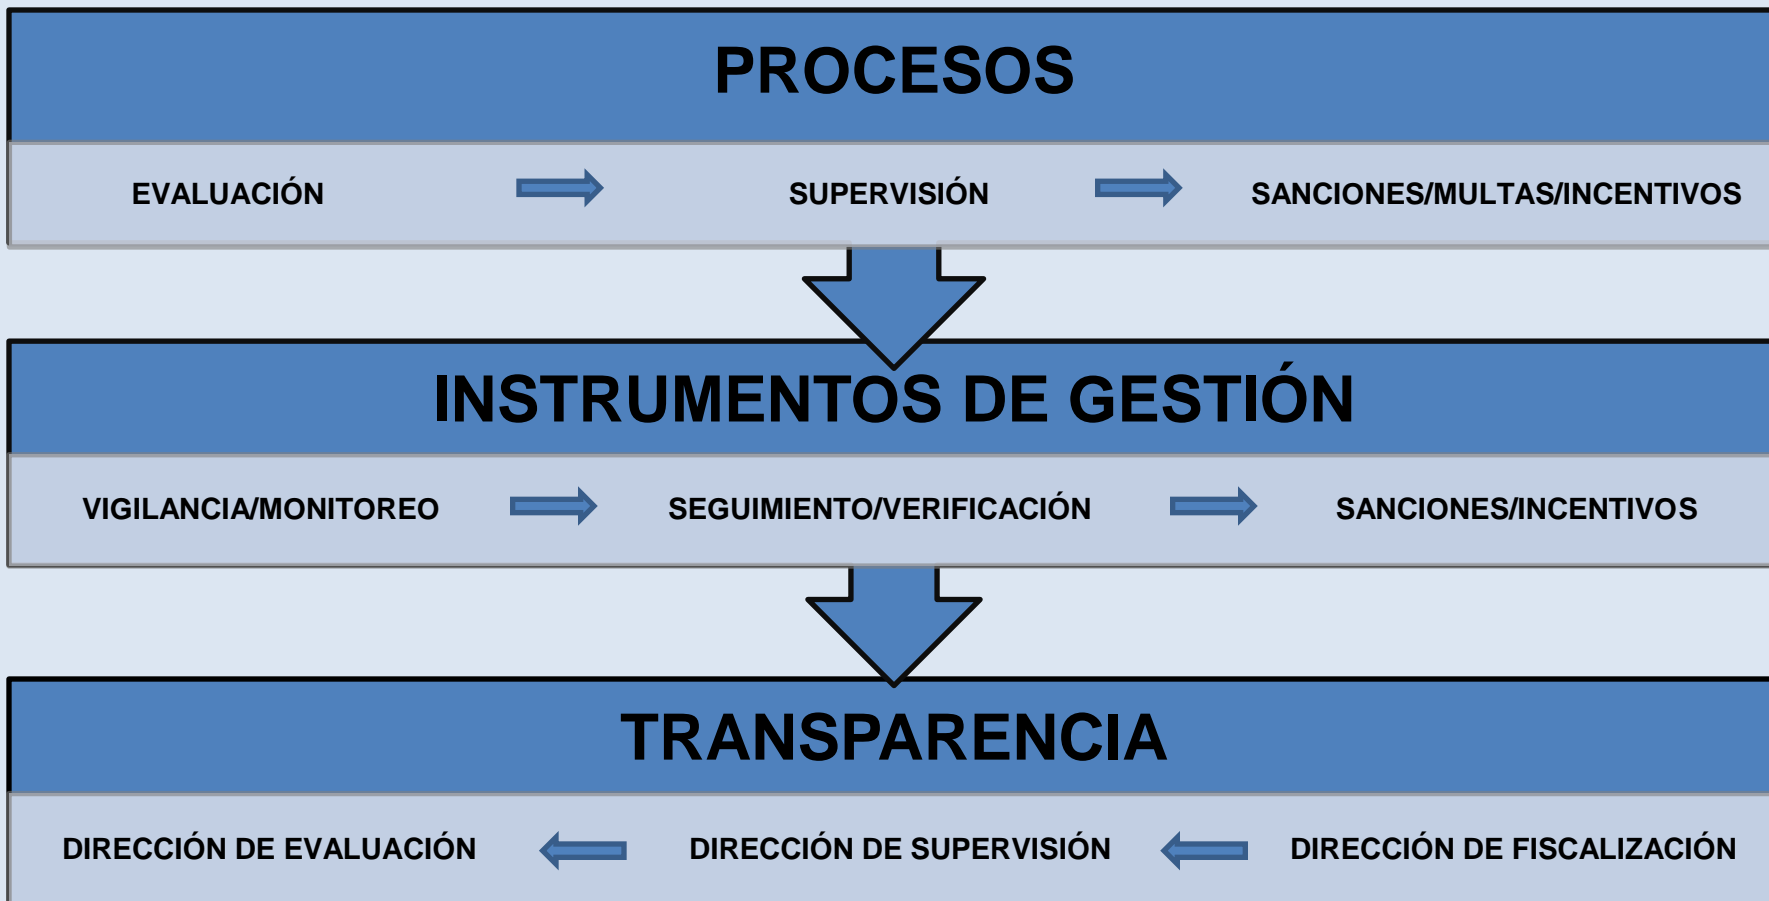 PROCESOS
EVALUACIÓN SUPERVISIÓN SANCIONES/MULTAS/INCENTIVOS
INSTRUMENTOS DE GESTIÓN
VIGILANCIA/MONITOREO SEGUIMIENTO/VERIFICACIÓN SANCIONES/INCENTIVOS
TRANSPARENCIA
DIRECCIÓN DE EVALUACIÓN DIRECCIÓN DE SUPERVISIÓN DIRECCIÓN DE FISCALIZACIÓN